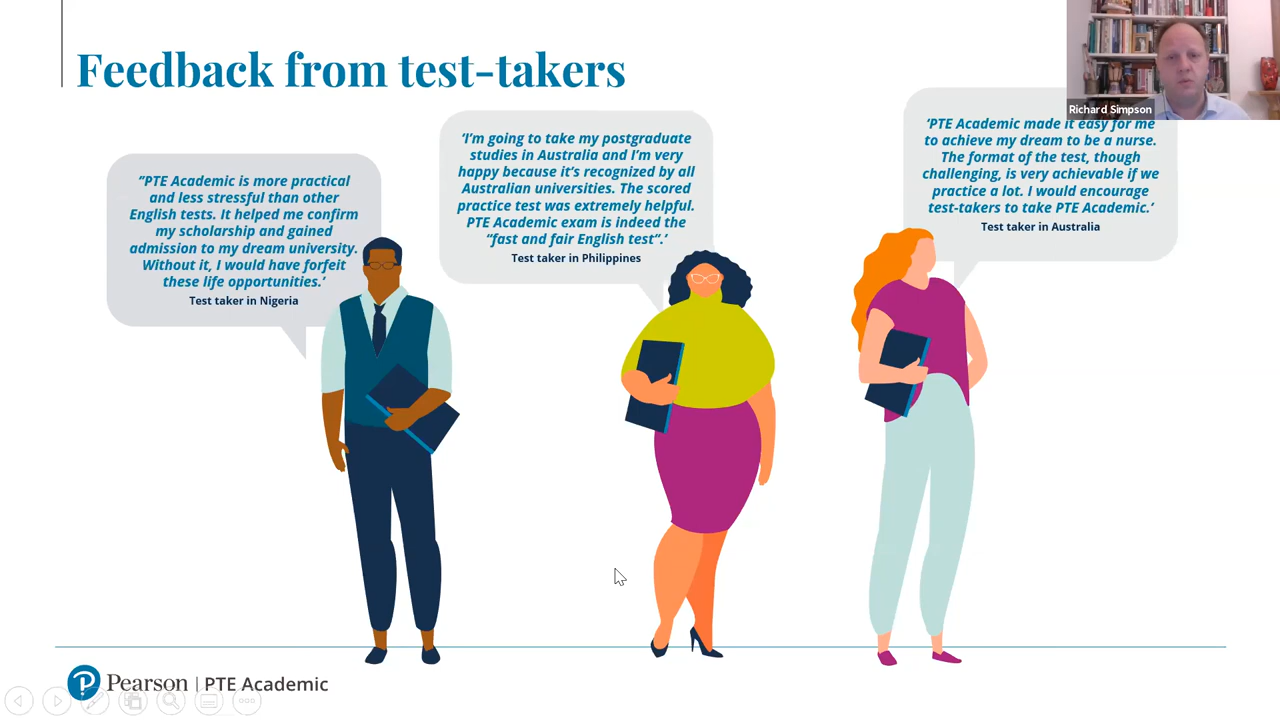 Feedback from test-takers
Richard Simpson
”PTE Academic is more practical
and less stressful than other
English tests. It helped me confirm
my scholarship and gained
admission to my dream university.
Without it, I would have forfeit
these life opportunities.’
Test taker in Nigeria
‘I’m going to take my postgraduate
studies in Australia and I’m very
happy because it’s recognized by all
Australian universities. The scored
practice test was extremely helpful.
PTE Academic exam is indeed the
“fast and fair English test”.’
Test taker in Philippines
‘PTE Academic made it easy for me
to achieve my dream to be a nurse.
The format of the test, though
challenging, is very achievable if we
practice a lot. I would encourage
test-takers to take PTE Academic.’
Test taker in Australia
P Pearson | PTE Academic